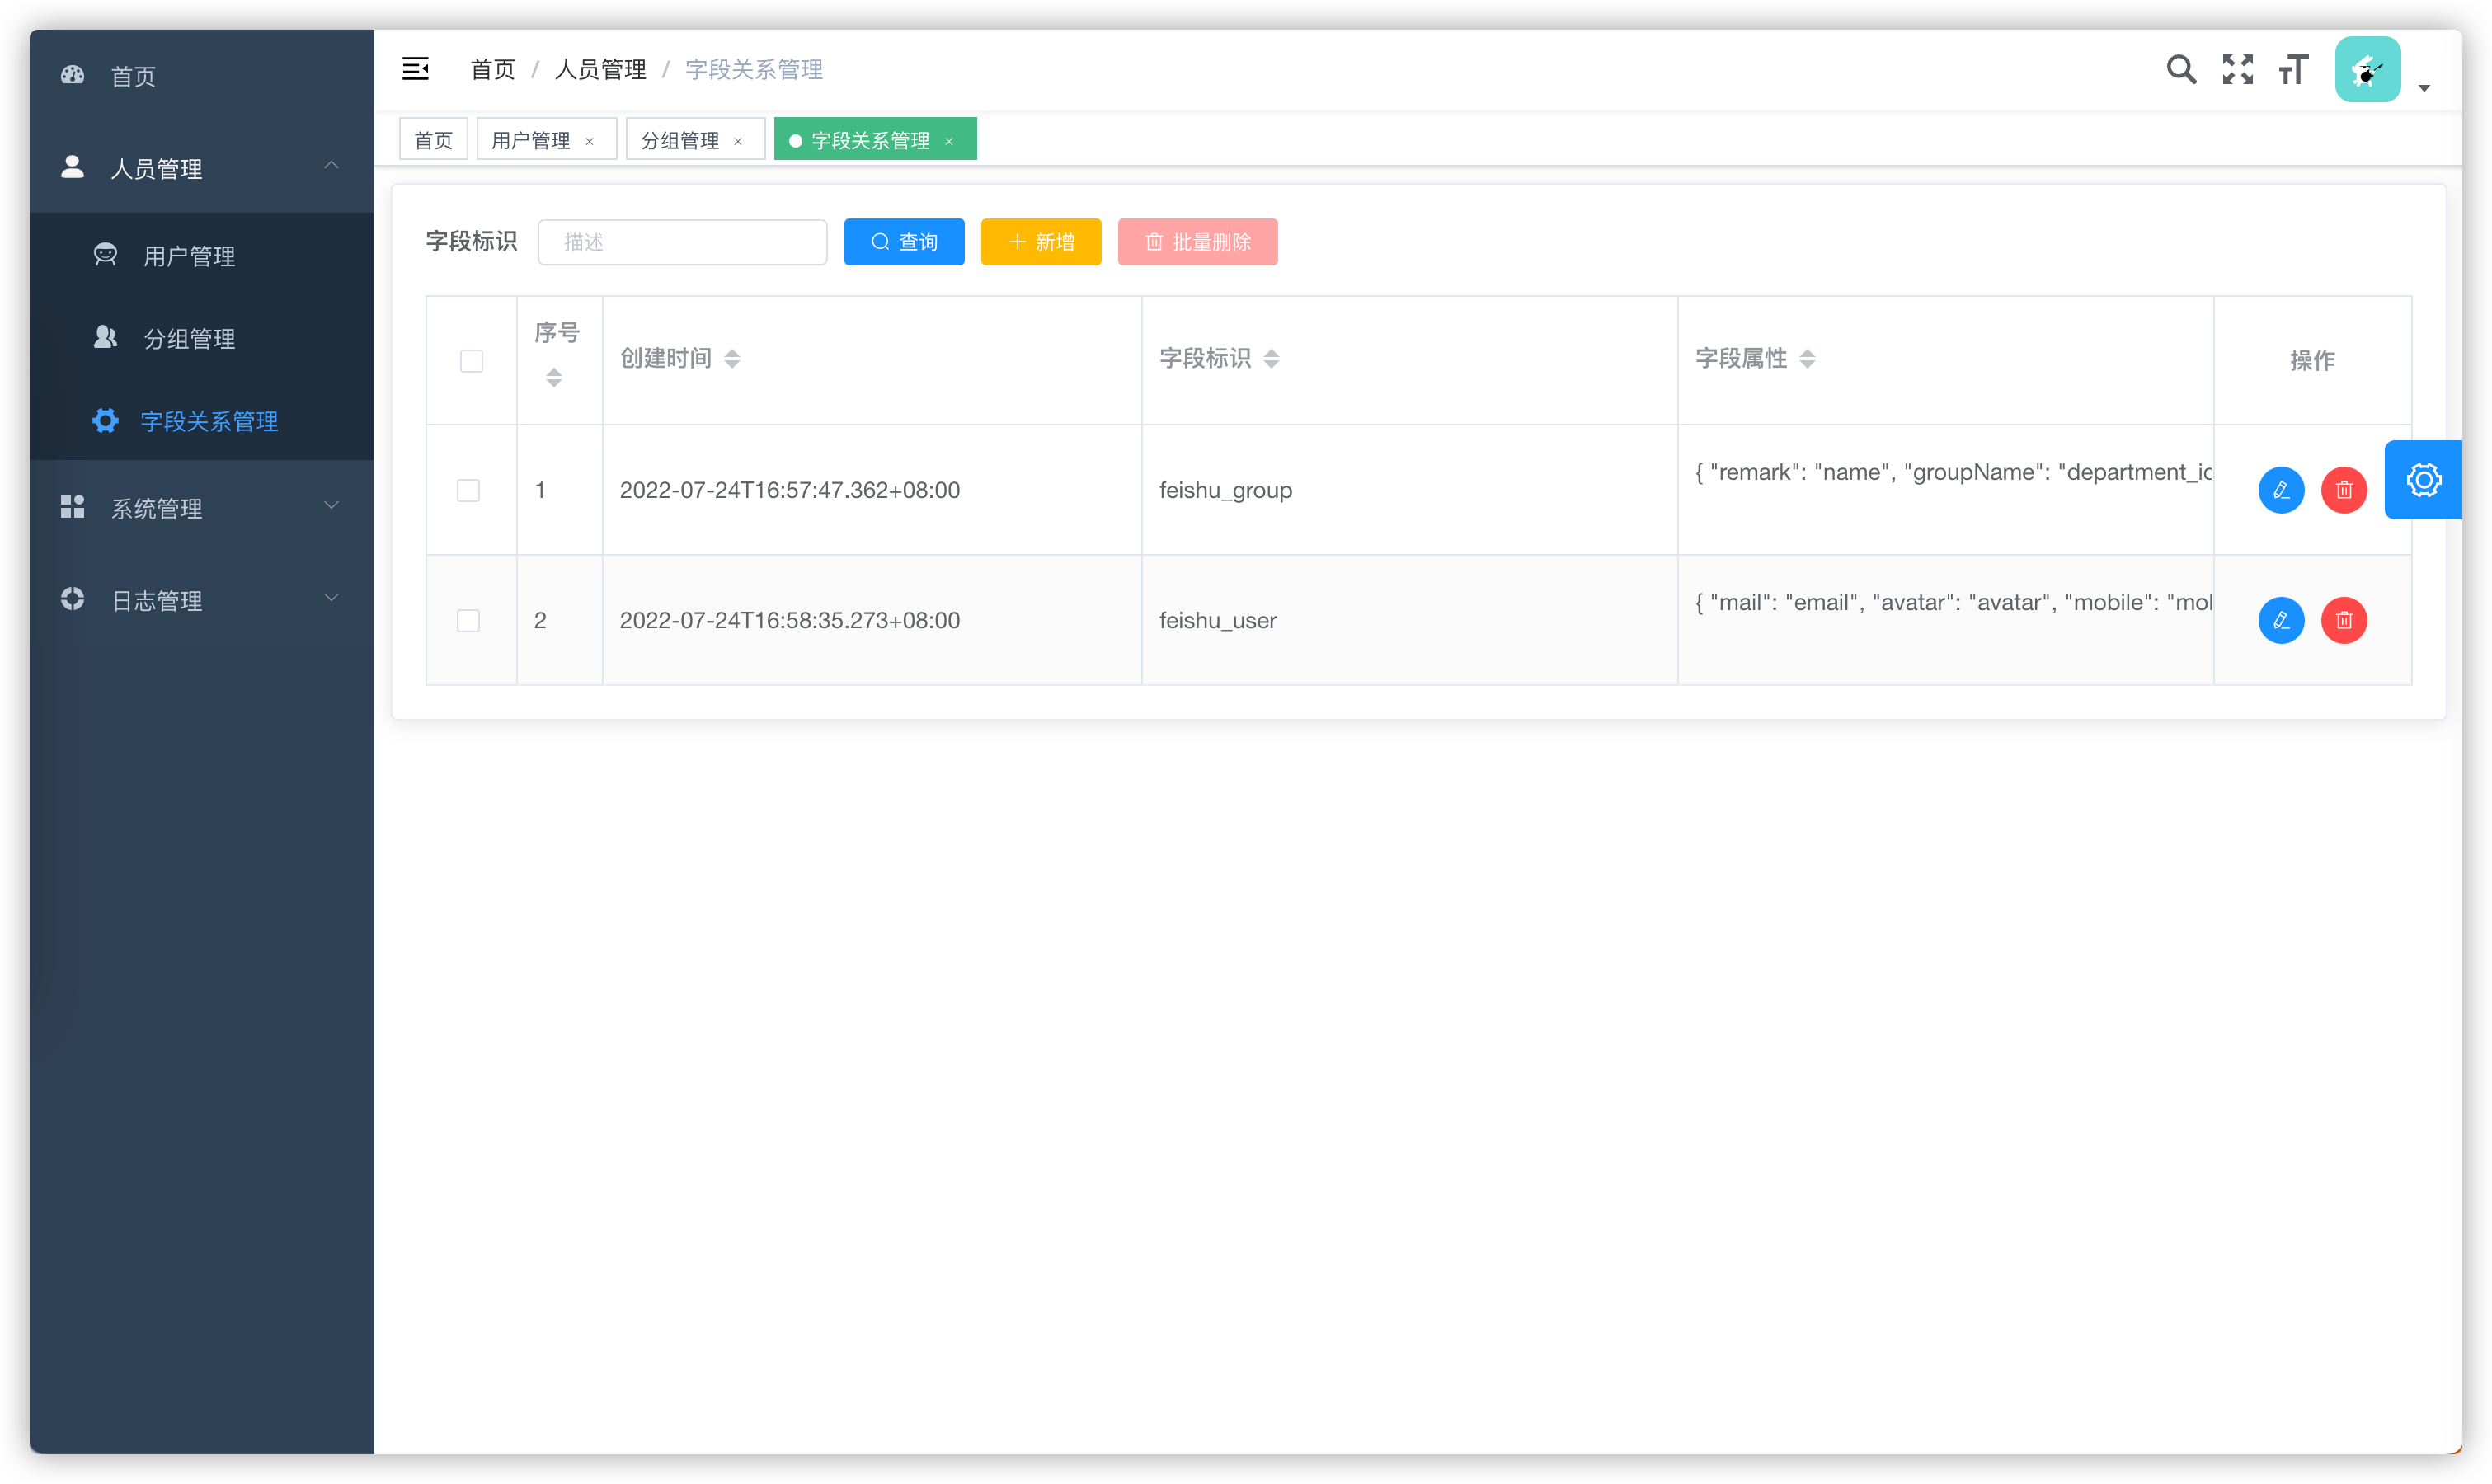 首页
人员管理
用户管理
分组管理
字段关系管理
系统管理
日志管理
首页 / 人员管理 / 字段关系管理
首页
用户管理 ×
分组管理 ×
字段关系管理 ×
字段标识 描述 查询 新增 批量删除
序号 创建时间 字段标识 字段属性 操作
1 2022-07-24T16:57:47.362+08:00 feishu_group { "remark": "name", "groupName": "department_id
2 2022-07-24T16:58:35.273+08:00 feishu_user { "mail": "email", "avatar": "avatar", "mobile": "mol